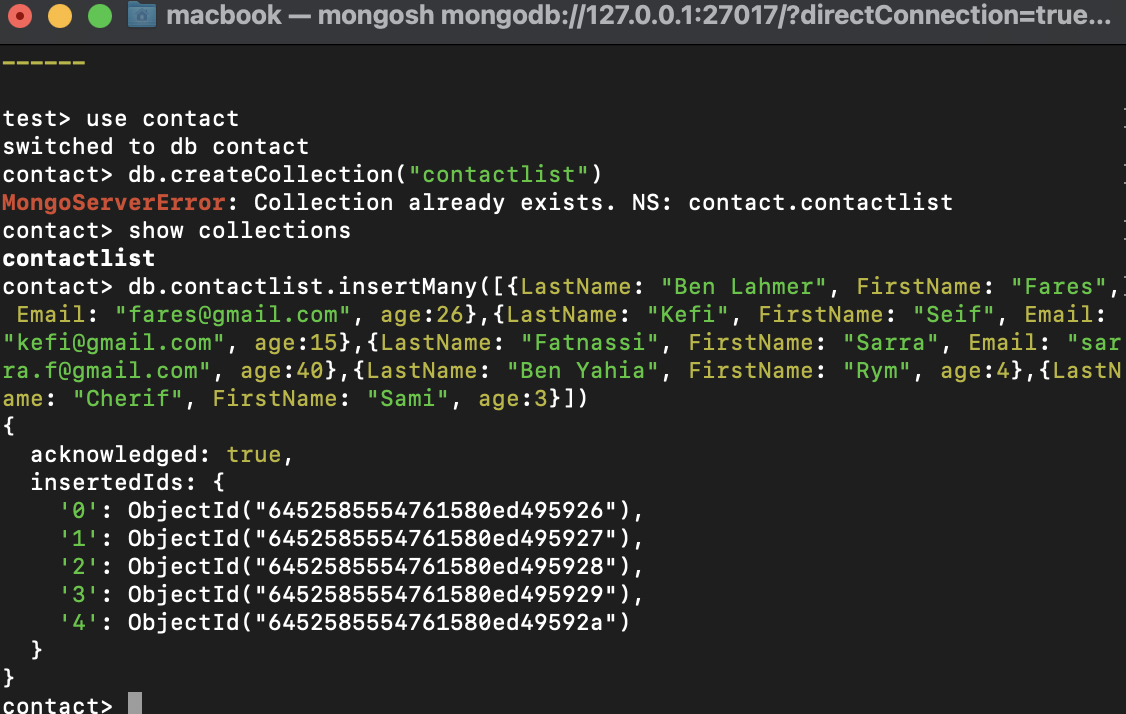 macbook — mongosh mongodb://127.0.0.1:27017/?directConnection=true...
------
test> use contact
switched to db contact
contact> db.createCollection("contactlist")
MongoServerError: Collection already exists. NS: contact.contactlist
contact> show collections
contactlist
contact> db.contactlist.insertMany([{LastName: "Ben Lahmer", FirstName: "Fares",
 Email: "fares@gmail.com", age:26},{LastName: "Kefi", FirstName: "Seif", Email: 
"kefi@gmail.com", age:15},{LastName: "Fatnassi", FirstName: "Sarra", Email: "sar
ra.f@gmail.com", age:40},{LastName: "Ben Yahia", FirstName: "Rym", age:4},{LastN
ame: "Cherif", FirstName: "Sami", age:3}])
{
  acknowledged: true,
  insertedIds: {
    '0': ObjectId("6452585554761580ed495926"),
    '1': ObjectId("6452585554761580ed495927"),
    '2': ObjectId("6452585554761580ed495928"),
    '3': ObjectId("6452585554761580ed495929"),
    '4': ObjectId("6452585554761580ed49592a")
  }
}
contact>